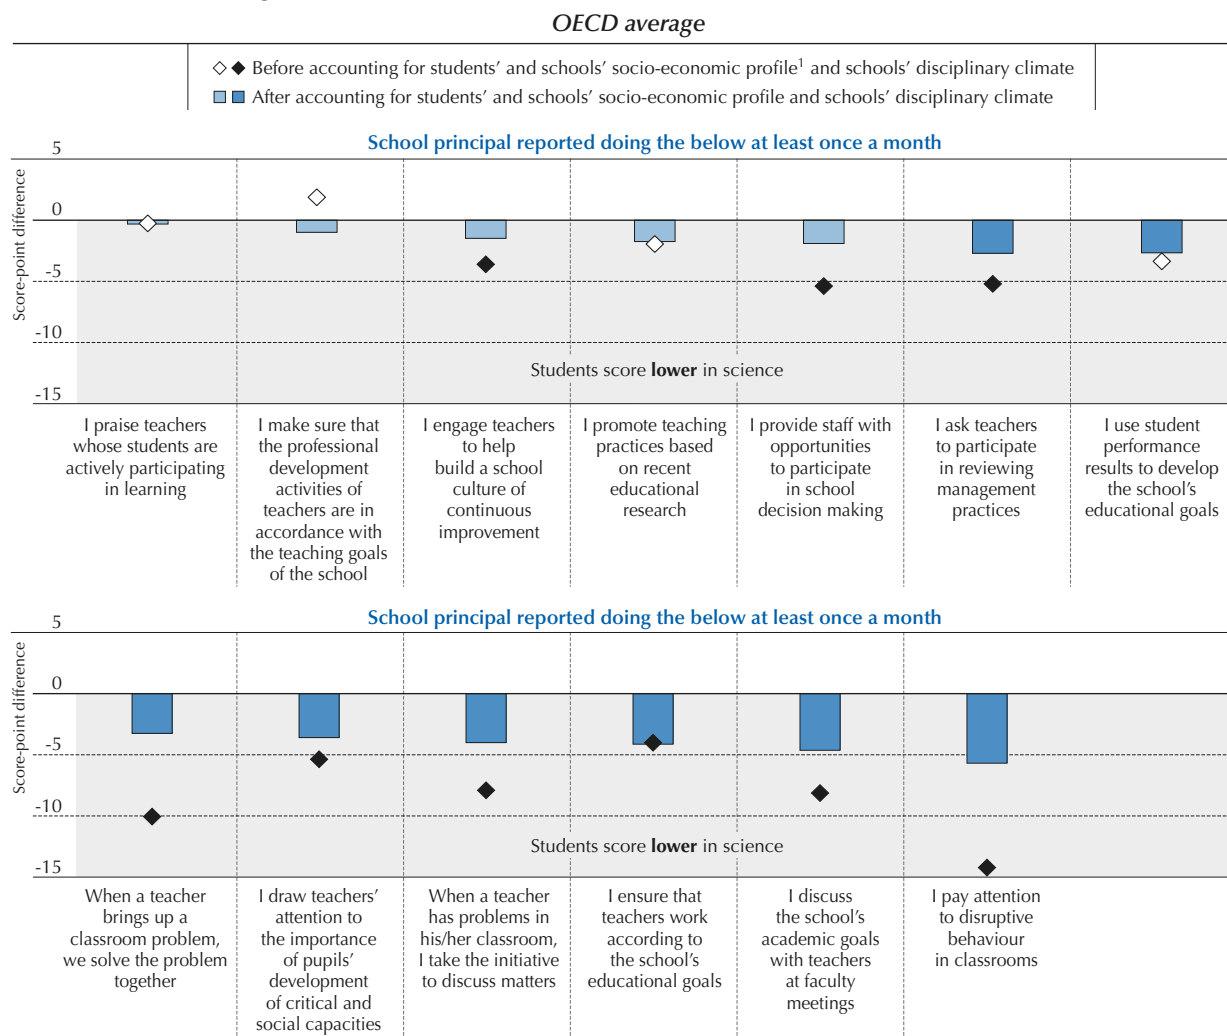 OECD average
Before accounting for students’ and schools’ socio-economic profile1 and schools’ disciplinary climate
After accounting for students’ and schools’ socio-economic profile and schools’ disciplinary climate
School principal reported doing the below at least once a month
Score-point difference
5
0
-5
-10
-15
Students score lower in science
I praise teachers
whose students are
actively participating
in learning
I make sure that
the professional
development
activities of
teachers are in
accordance with
the teaching goals
of the school
I engage teachers
to help
build a school
culture of
continuous
improvement
I promote teaching
practices based
on recent
educational
research
I provide staff with
opportunities
to participate
in school
decision making
I ask teachers
to participate
in reviewing
management
practices
I use student
performance
results to develop
the school’s
educational goals
School principal reported doing the below at least once a month
Score-point difference
5
0
-5
-10
-15
Students score lower in science
When a teacher
brings up a
classroom problem,
we solve the problem
together
I draw teachers’
attention to
the importance
of pupils’
development
of critical and
social capacities
When a teacher
has problems in
his/her classroom,
I take the initiative
to discuss matters
I ensure that
teachers work
according to
the school’s
educational goals
I discuss
the school’s
academic goals
with teachers
at faculty
meetings
I pay attention
to disruptive
behaviour
in classrooms